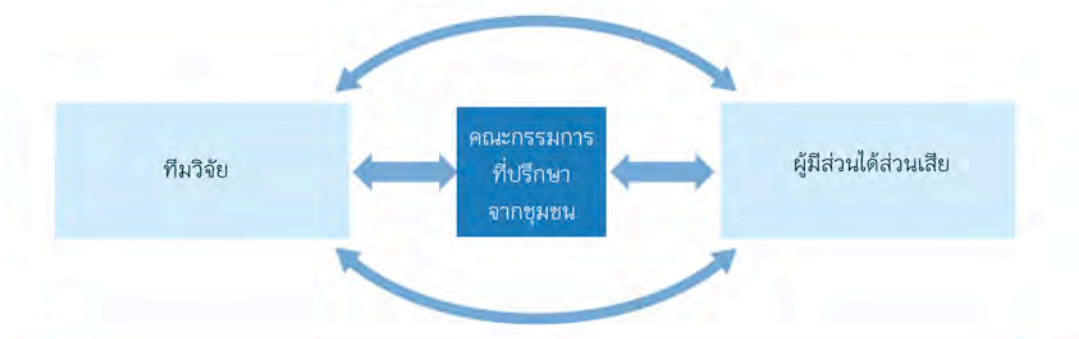 ทีมวิจัย
คณะกรรมการ
ที่ปรึกษา
จากชุมชน
ผู้มีส่วนได้ส่วนเสีย